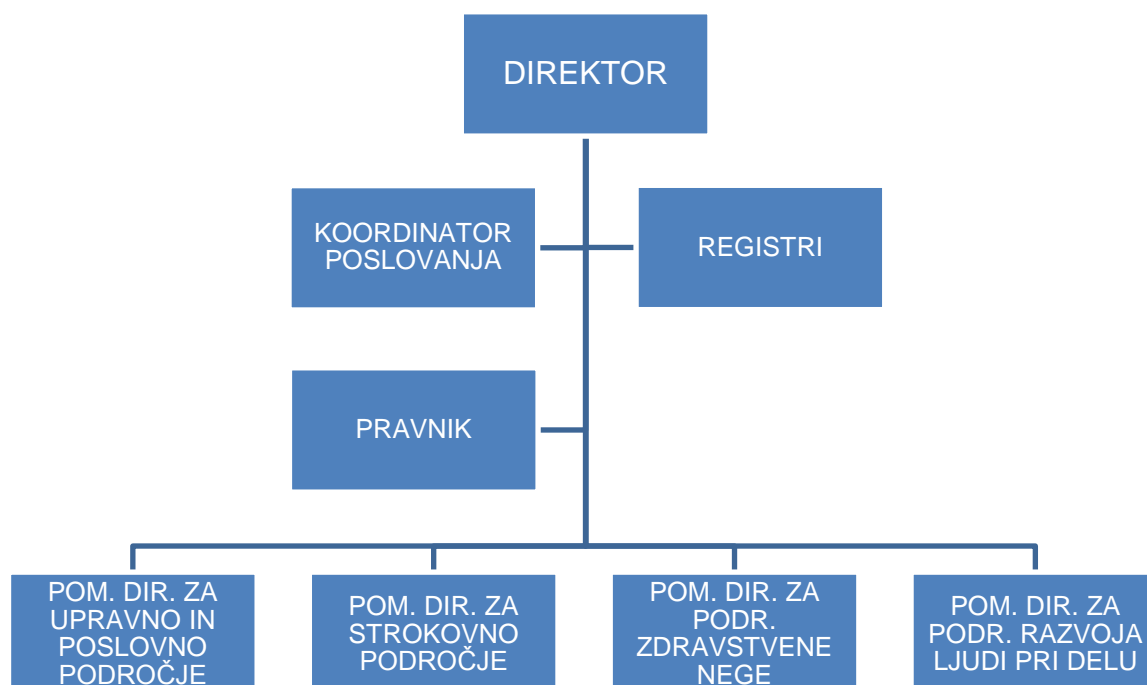 DIREKTOR
KOORDINATOR
POSLOVANJA
REGISTRI
PRAVNIK
POM. DIR. ZA
UPRAVNO IN
POSLOVNO
PODROČJE
POM. DIR. ZA
STROKOVNO
PODROČJE
POM. DIR. ZA
PODR.
ZDRAVSTVENE
NEGE
POM. DIR. ZA
PODR. RAZVOJA
LJUDI PRI DELU